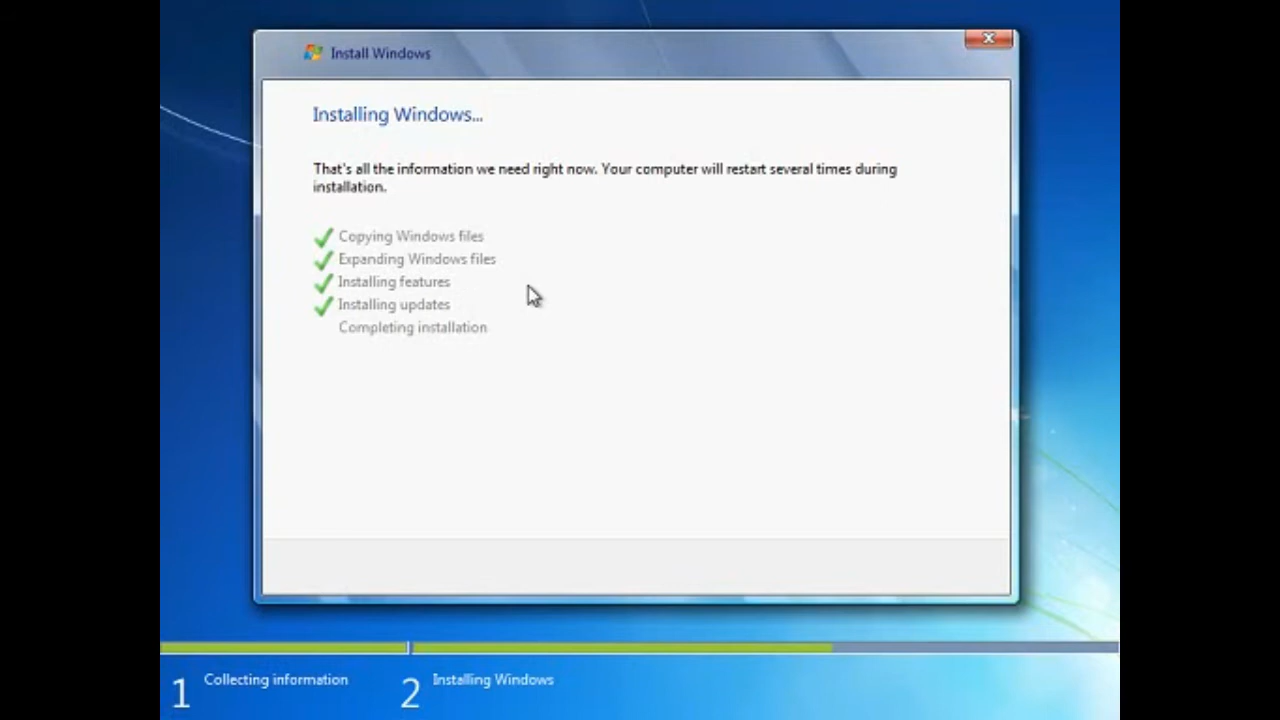 Install Windows
Installing Windows...
That's all the information we need right now. Your computer will restart several times during
installation.
Copying Windows files
Expanding Windows files
Installing features
Installing updates
Completing installation
1 Collecting information
2 Installing Windows